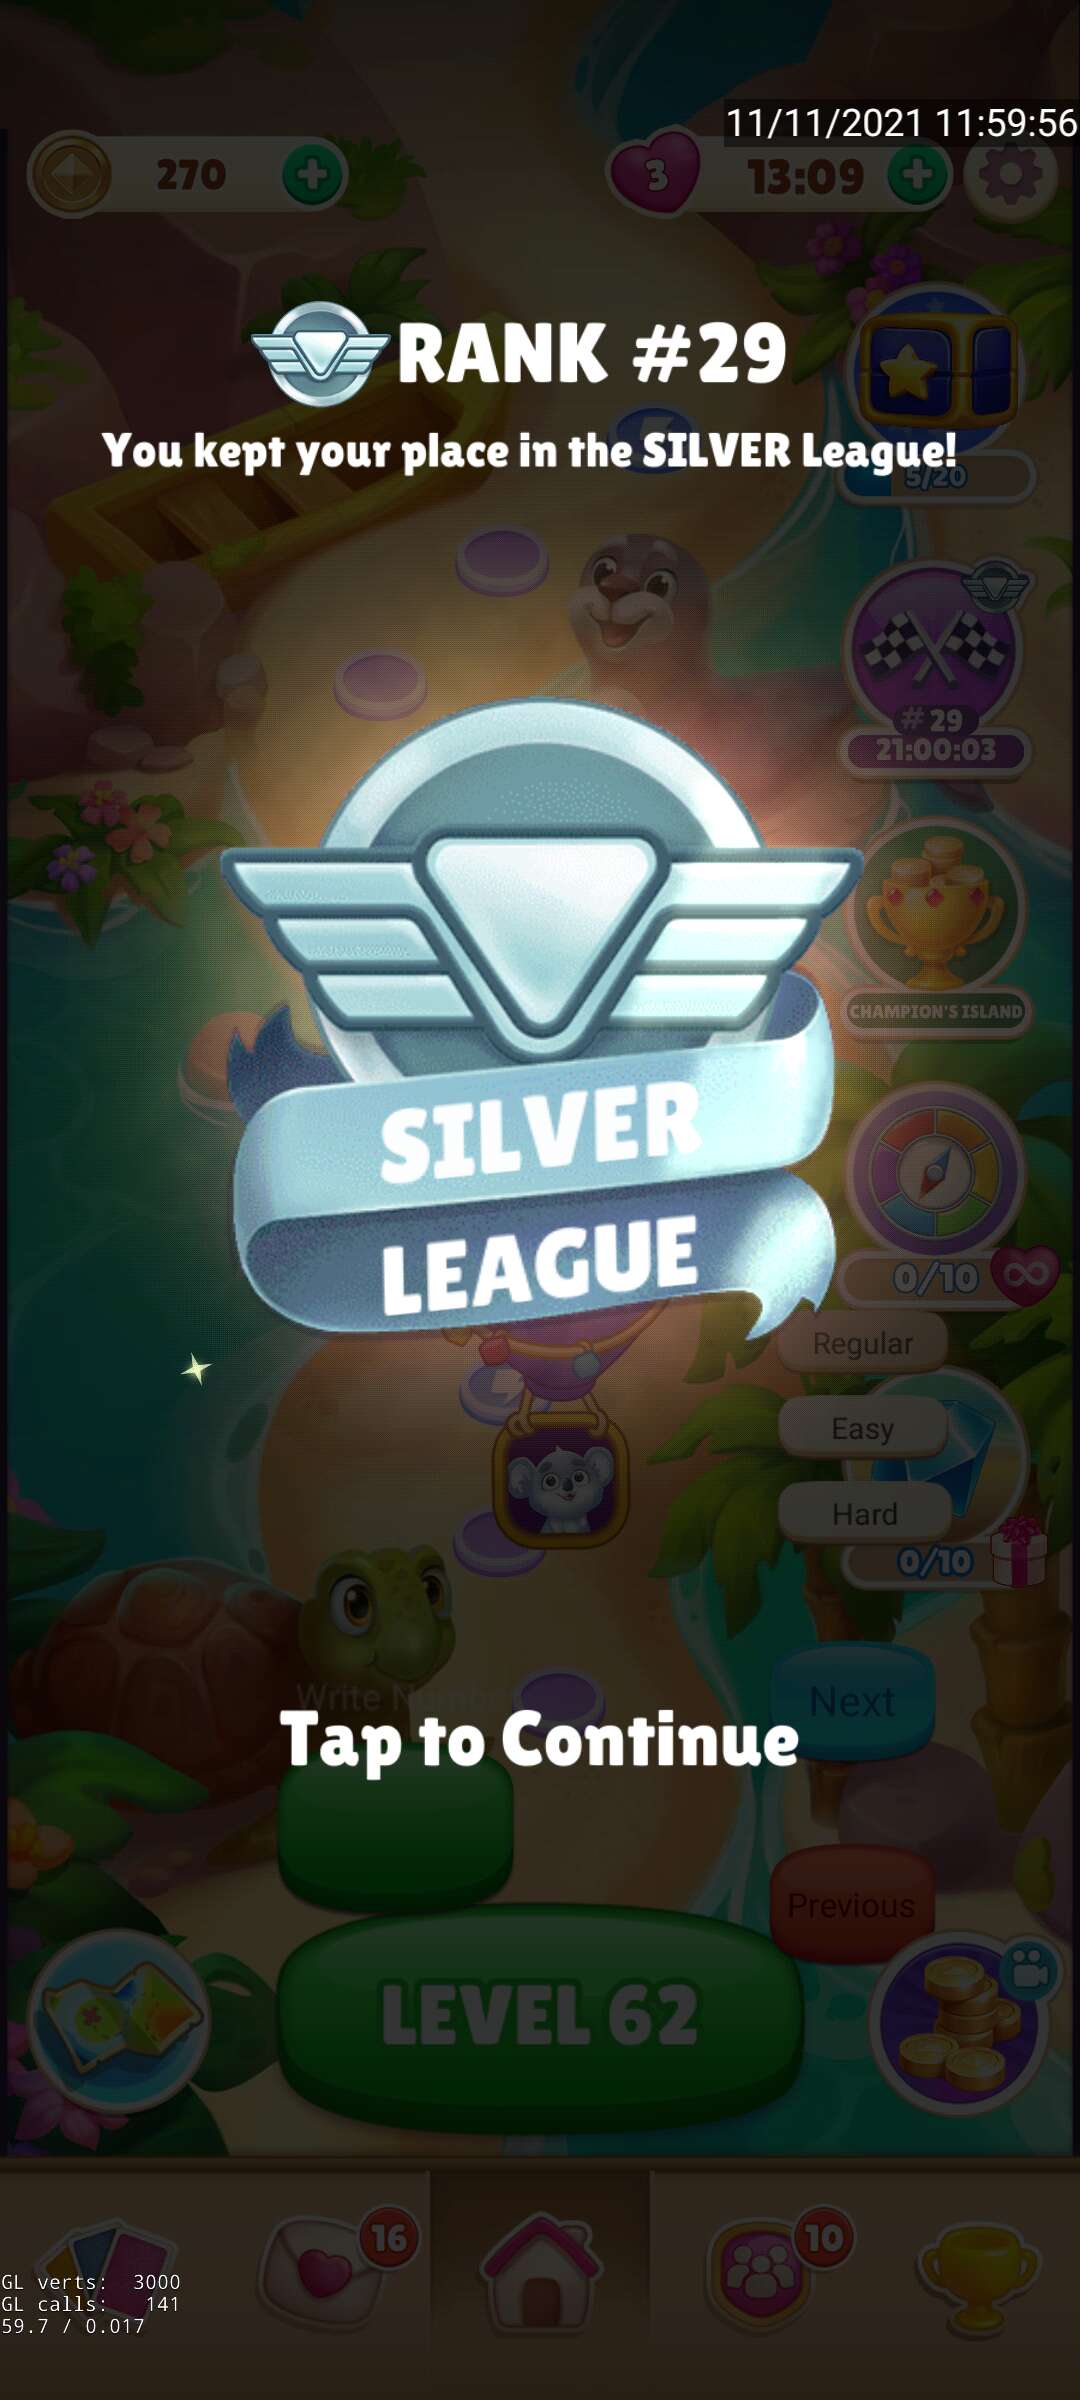 11/11/2021 11:59:56
270
3
13:09
RANK #29
You kept your place in the SILVER League!
5/20
#29
21:00:03
CHAMPION'S ISLAND
SILVER
LEAGUE
0/10
Regular
Easy
Hard
0/10
Write Number
Next
Tap to Continue
Previous
LEVEL 62
16
10
GL verts: 3000
GL calls: 141
59.7 / 0.017